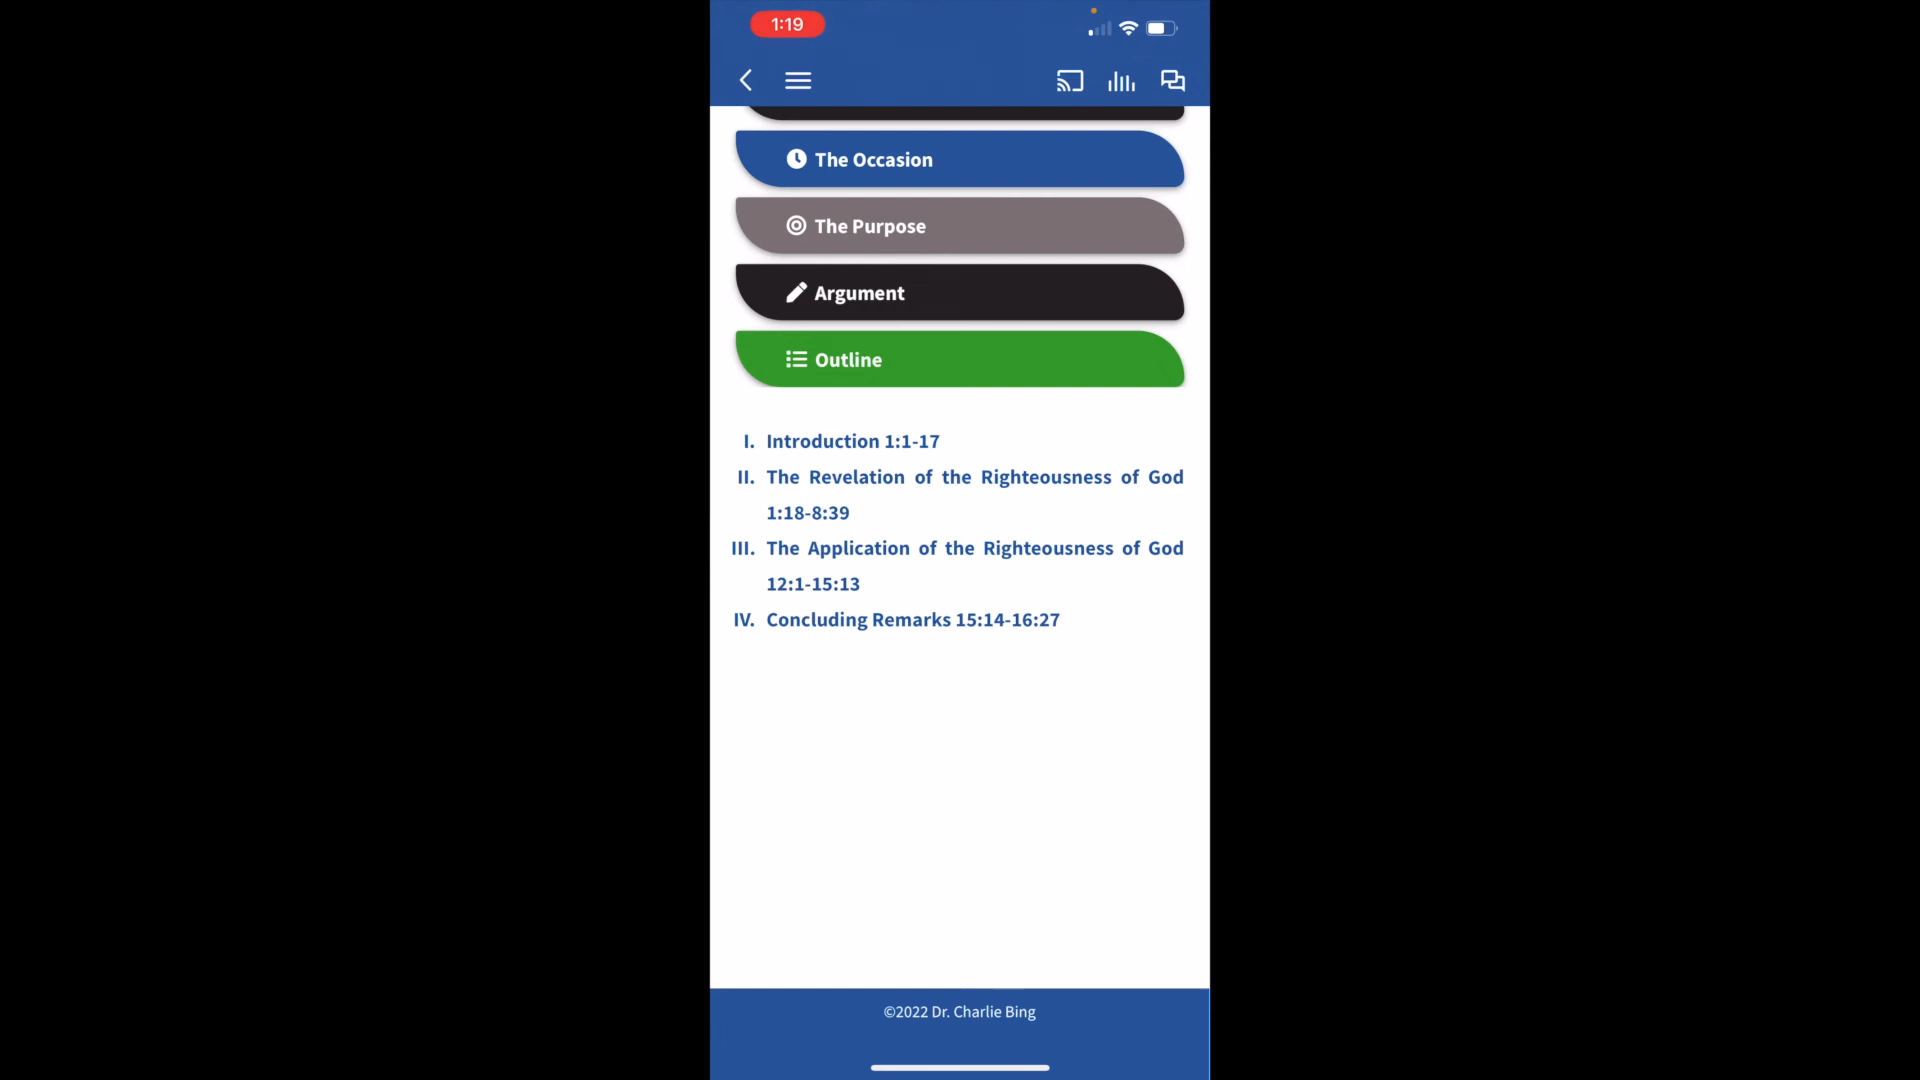 1:19
The Occasion
The Purpose
Argument
Outline
I. Introduction 1:1-17
II. The Revelation of the Righteousness of God
1:18-8:39
III. The Application of the Righteousness of God
12:1-15:13
IV. Concluding Remarks 15:14-16:27
©2022 Dr. Charlie Bing